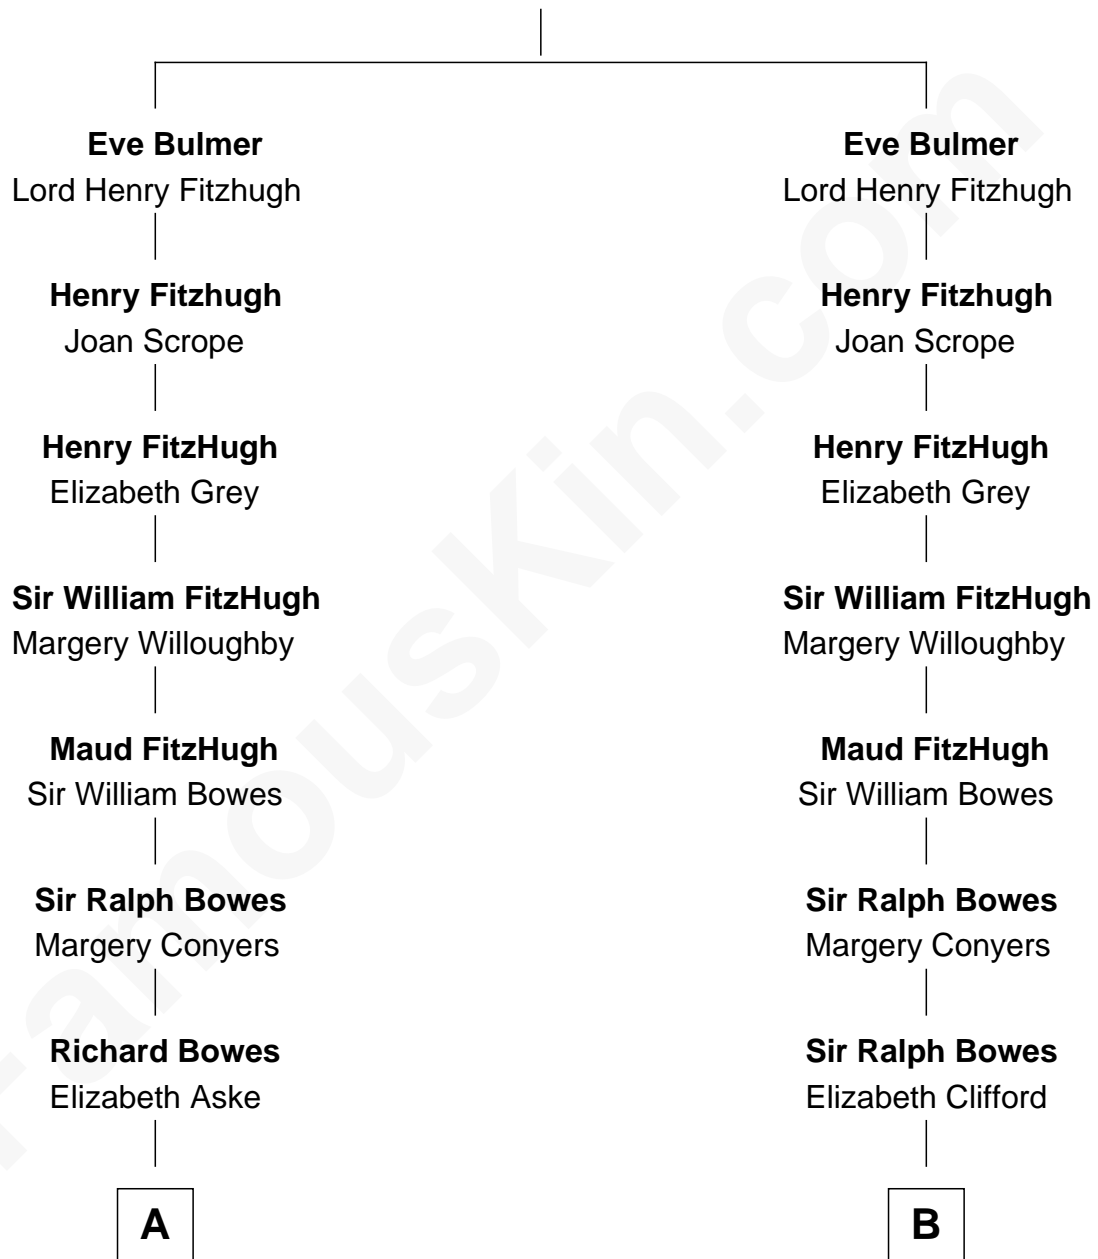 Eve Bulmer
Lord Henry Fitzhugh
Henry Fitzhugh
Joan Scrope
Henry FitzHugh
Elizabeth Grey
Sir William FitzHugh
Margery Willoughby
Maud FitzHugh
Sir William Bowes
Sir Ralph Bowes
Margery Conyers
Richard Bowes
Elizabeth Aske
A
Eve Bulmer
Lord Henry Fitzhugh
Henry Fitzhugh
Joan Scrope
Henry FitzHugh
Elizabeth Grey
Sir William FitzHugh
Margery Willoughby
Maud FitzHugh
Sir William Bowes
Sir Ralph Bowes
Margery Conyers
Sir Ralph Bowes
Elizabeth Clifford
B
FamousKin.com